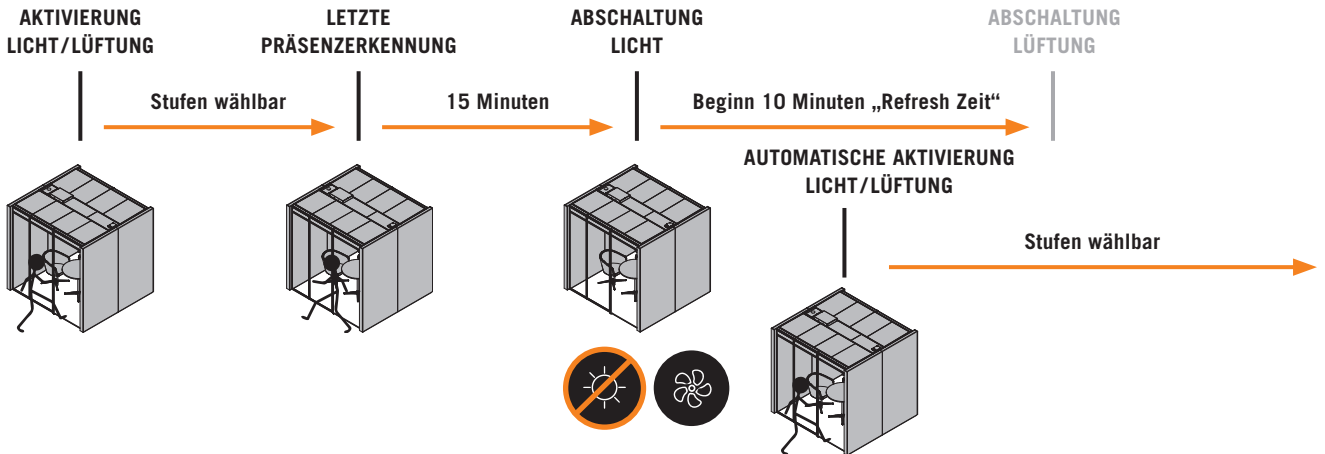 AKTIVIERUNG
LICHT/LÜFTUNG
LETZTE
PRÄSENZERKENNUNG
ABSCHALTUNG
LICHT
ABSCHALTUNG
LÜFTUNG
Stufen wählbar
15 Minuten
Beginn 10 Minuten „Refresh Zeit“
AUTOMATISCHE AKTIVIERUNG
LICHT/LÜFTUNG
Stufen wählbar